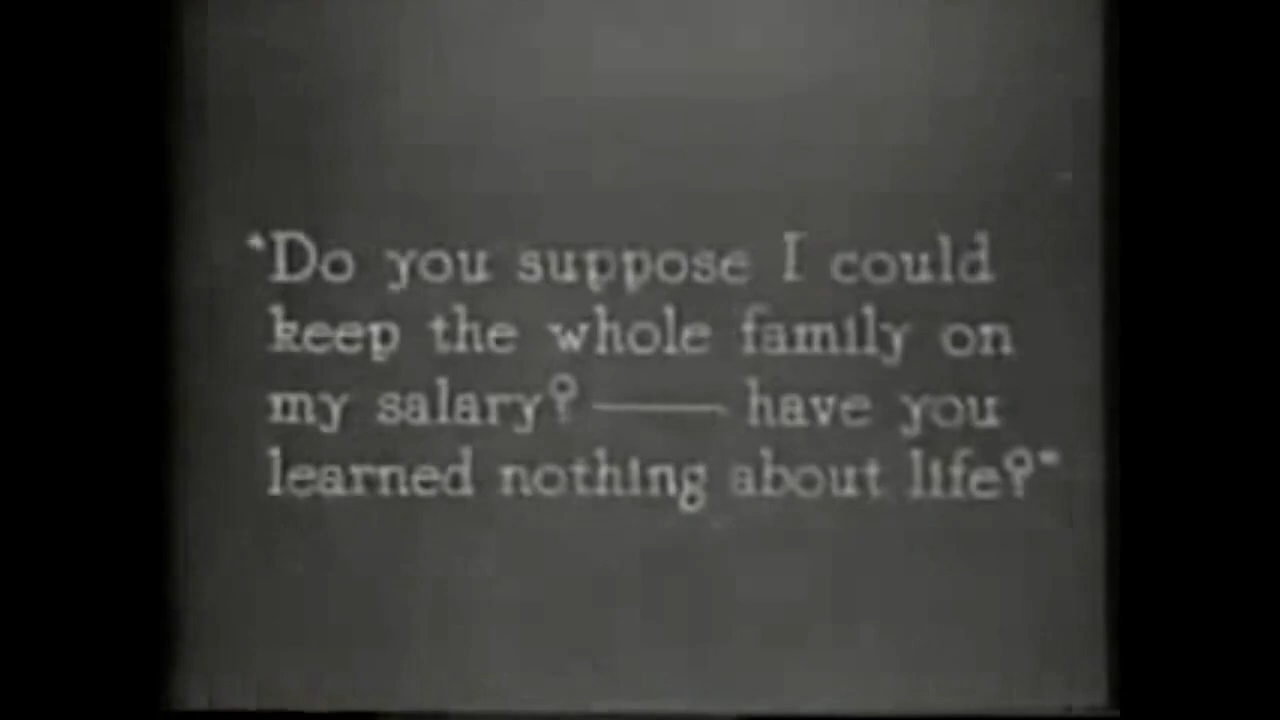 "Do you suppose I could
keep the whole family on
my salary? —— have you
learned nothing about life?"